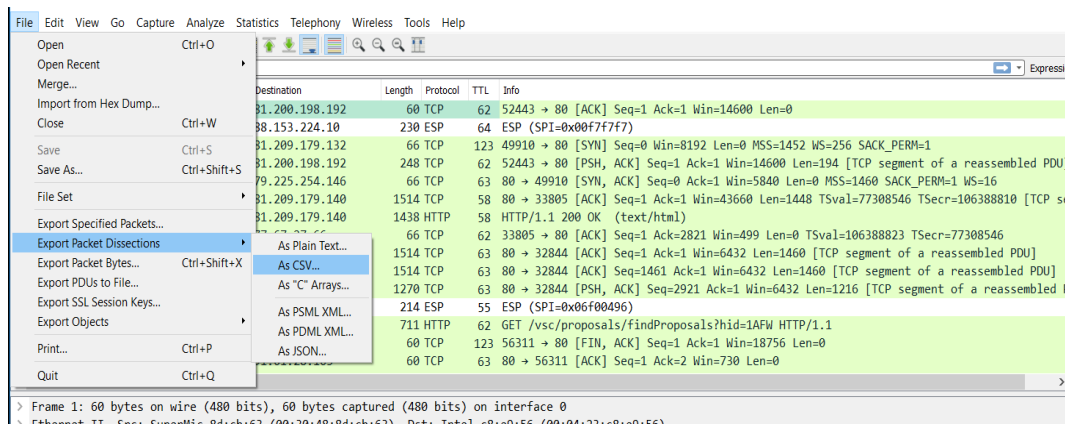 File Edit View Go Capture Analyze Statistics Telephony Wireless Tools Help
Open Ctrl+O
Open Recent
Merge...
Import from Hex Dump...
Close Ctrl+W
Save Ctrl+S
Save As... Ctrl+Shift+S
File Set
Export Specified Packets...
Export Packet Dissections
Export Packet Bytes... Ctrl+Shift+X
Export PDUs to File...
Export SSL Session Keys...
Export Objects
Print... Ctrl+P
Quit Ctrl+Q
As Plain Text...
As CSV...
As "C" Arrays...
As PSML XML...
As PDML XML...
As JSON...
Expressi
Destination Length Protocol TTL Info
31.200.198.192 60 TCP 62 52443 → 80 [ACK] Seq=1 Ack=1 Win=14600 Len=0
38.153.224.10 230 ESP 64 ESP (SPI=0x00f7f7f7)
31.209.179.132 66 TCP 123 49910 → 80 [SYN] Seq=0 Win=8192 Len=0 MSS=1452 WS=256 SACK_PERM=1
31.200.198.192 248 TCP 62 52443 → 80 [PSH, ACK] Seq=1 Ack=1 Win=14600 Len=194 [TCP segment of a reassembled PDU]
79.225.254.146 66 TCP 63 80 → 49910 [SYN, ACK] Seq=0 Ack=1 Win=5840 Len=0 MSS=1460 SACK_PERM=1 WS=16
31.209.179.140 1514 TCP 58 80 → 33805 [ACK] Seq=1 Ack=1 Win=43660 Len=1448 TSval=77308546 TSecr=106388810 [TCP se
31.209.179.140 1438 HTTP 58 HTTP/1.1 200 OK (text/html)
66 TCP 62 33805 → 80 [ACK] Seq=1 Ack=2821 Win=499 Len=0 TSval=106388823 TSecr=77308546
1514 TCP 63 80 → 32844 [ACK] Seq=1 Ack=1 Win=6432 Len=1460 [TCP segment of a reassembled PDU]
1514 TCP 63 80 → 32844 [ACK] Seq=1461 Ack=1 Win=6432 Len=1460 [TCP segment of a reassembled PDU]
1270 TCP 63 80 → 32844 [PSH, ACK] Seq=2921 Ack=1 Win=6432 Len=1216 [TCP segment of a reassembled
214 ESP 55 ESP (SPI=0x06f00496)
711 HTTP 62 GET /vsc/proposals/findProposals?hid=1AFW HTTP/1.1
60 TCP 123 56311 → 80 [FIN, ACK] Seq=1 Ack=1 Win=18756 Len=0
60 TCP 63 80 → 56311 [ACK] Seq=1 Ack=2 Win=730 Len=0
> Frame 1: 60 bytes on wire (480 bits), 60 bytes captured (480 bits) on interface 0